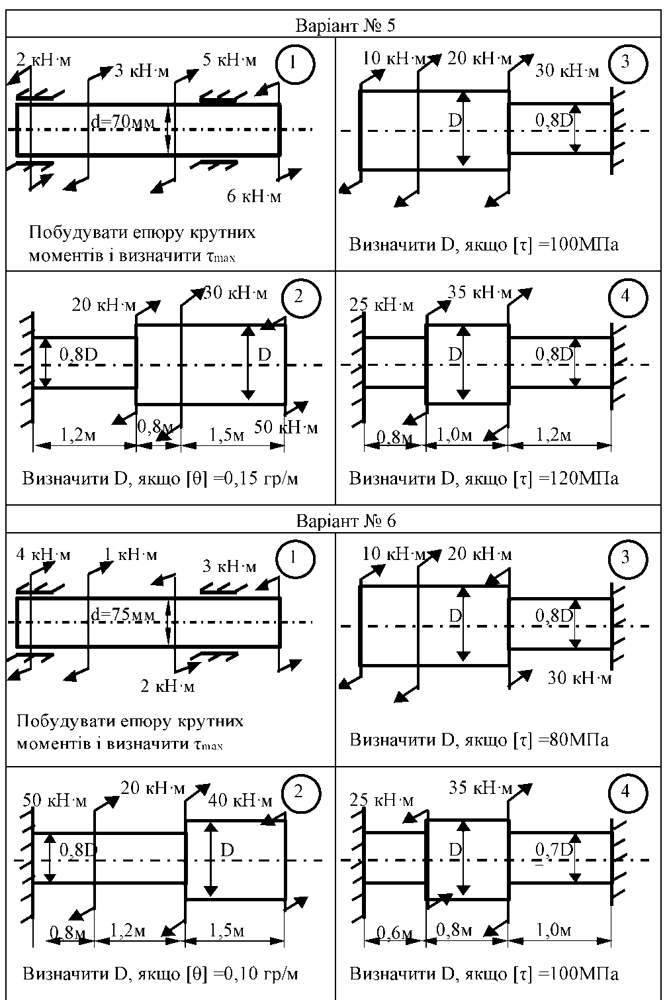 Варіант № 5
2 кН·м
3 кН·м
5 кН·м
1
d=70мм
6 кН·м
Побудувати епюру крутних
моментів і визначити τmax
10 кН·м
20 кН·м
30 кН·м
3
D
0,8D
Визначити D, якщо [τ] =100МПа
20 кН·м
30 кН·м
2
0,8D
D
50 кН·м
1,2м
0,8м
1,5м
Визначити D, якщо [θ] =0,15 гр/м
25 кН·м
35 кН·м
4
D
0,8D
0,8м
1,0м
1,2м
Визначити D, якщо [τ] =120МПа
Варіант № 6
4 кН·м
1 кН·м
3 кН·м
1
d=75мм
2 кН·м
Побудувати епюру крутних
моментів і визначити τmax
10 кН·м
20 кН·м
3
D
0,8D
30 кН·м
Визначити D, якщо [τ] =80МПа
50 кН·м
20 кН·м
40 кН·м
2
0,8D
D
0,8м
1,2м
1,5м
Визначити D, якщо [θ] =0,10 гр/м
25 кН·м
35 кН·м
4
D
0,7D
0,6м
0,8м
1,0м
Визначити D, якщо [τ] =100МПа